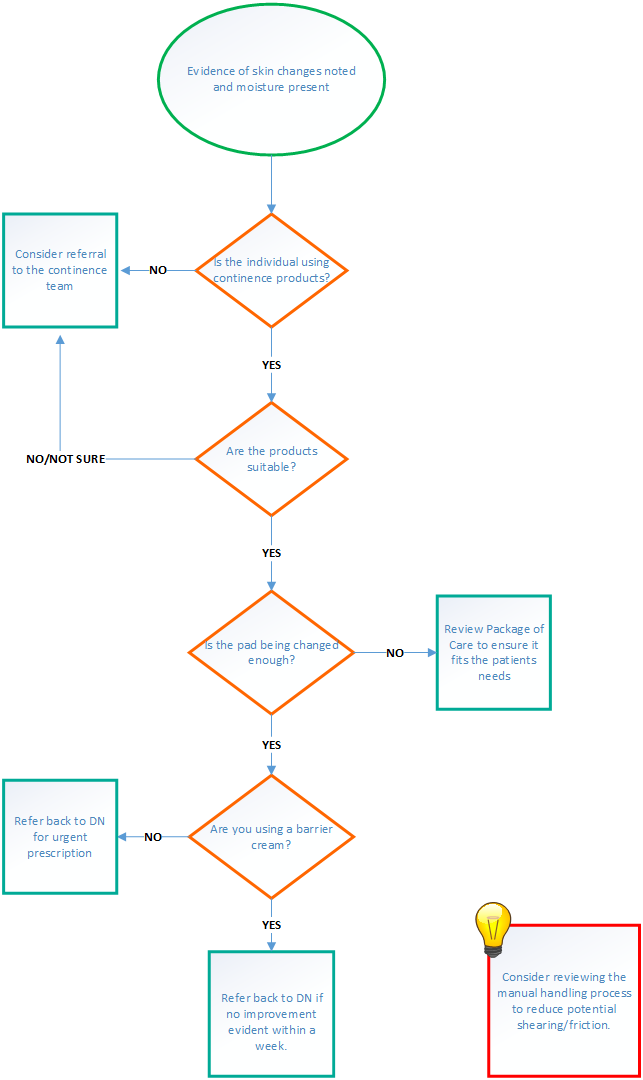 Evidence of skin changes noted
and moisture present
Is the individual using
continence products?
NO
Consider referral
to the continence
team
YES
Are the products
suitable?
NO/NOT SURE
YES
Is the pad being changed
enough?
NO
Review Package of
Care to ensure it
fits the patients
needs
YES
Are you using a barrier
cream?
NO
Refer back to DN
for urgent
prescription
YES
Refer back to DN if
no improvement
evident within a
week.
Consider reviewing the
manual handling process
to reduce potential
shearing/friction.